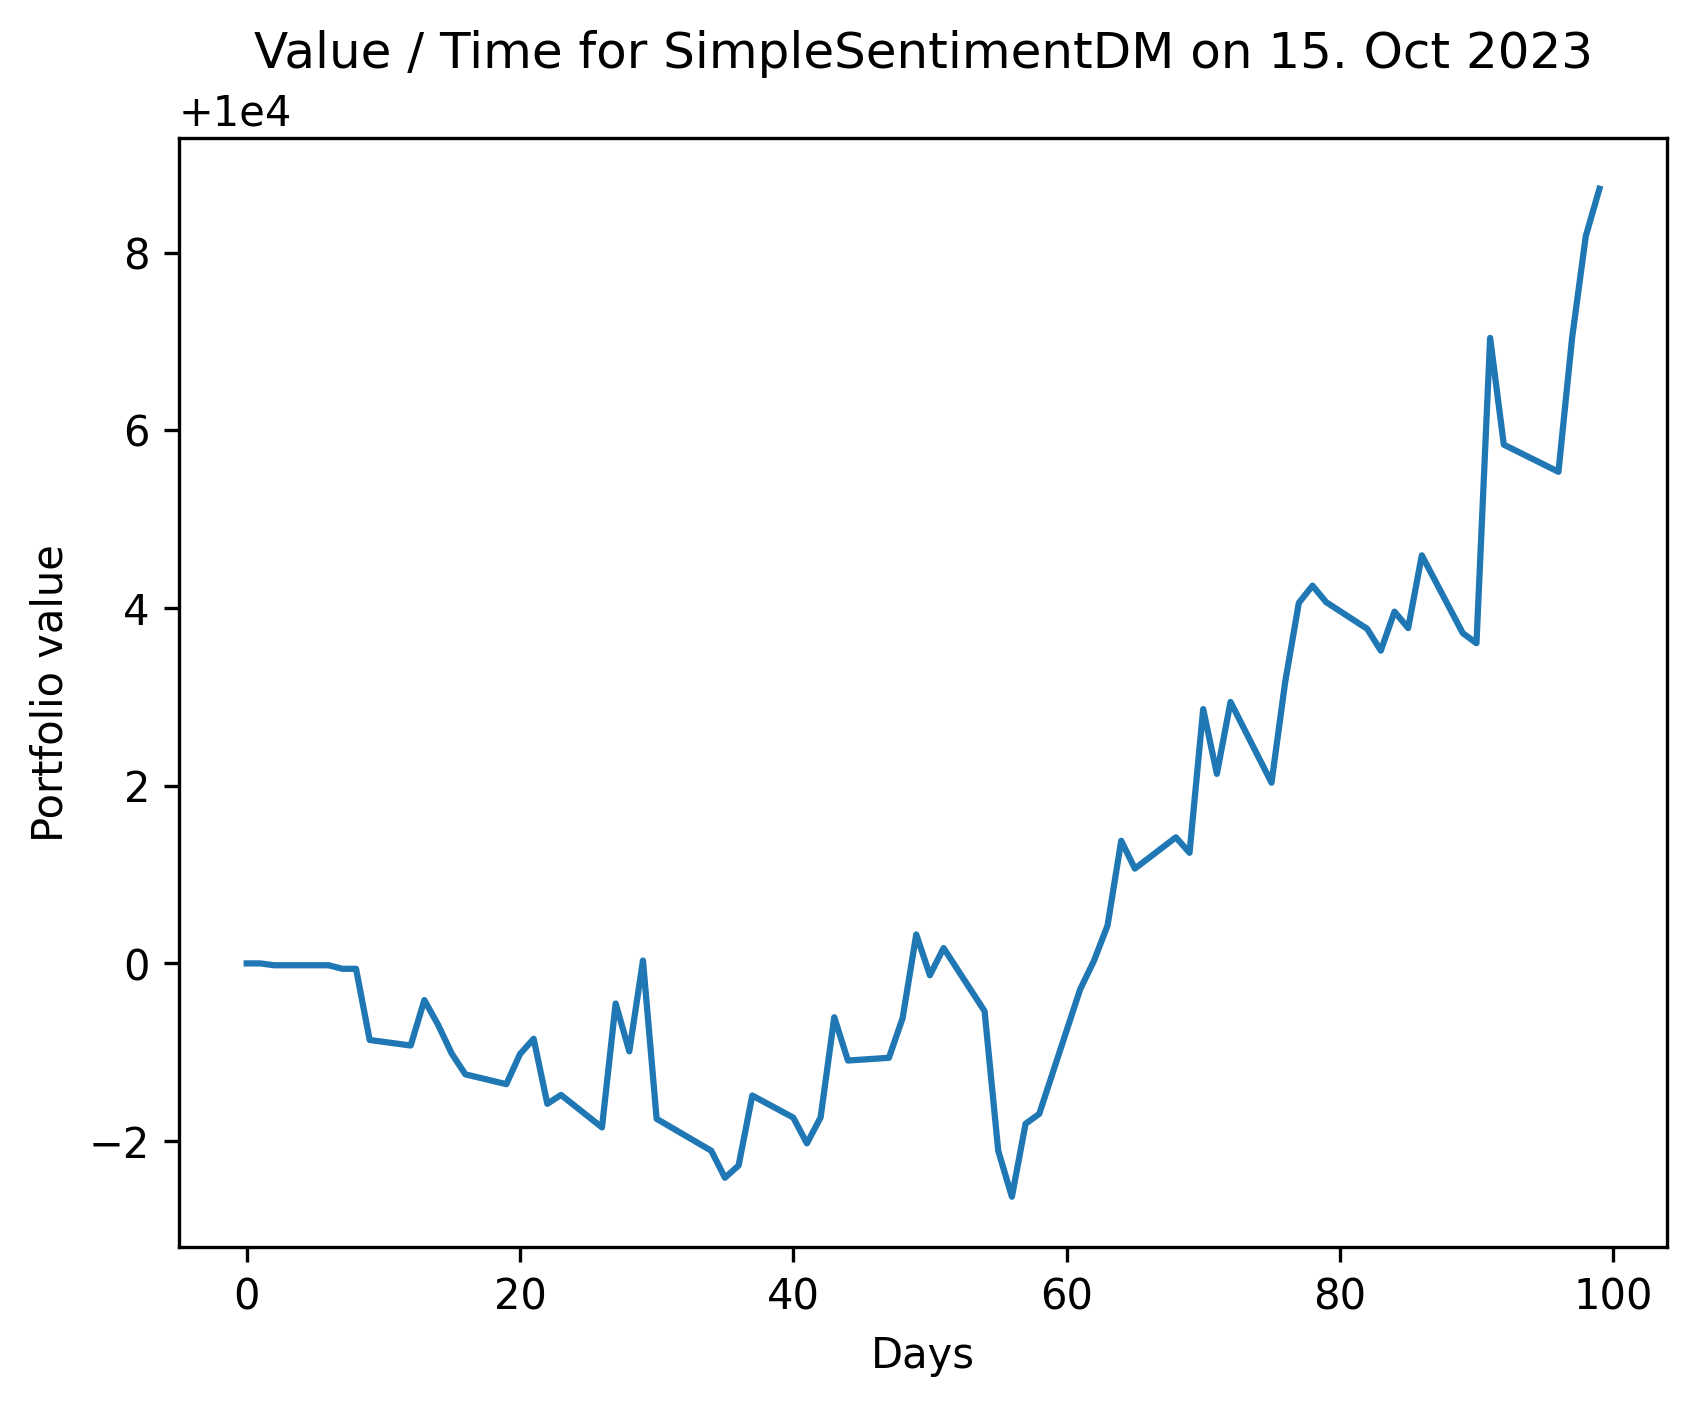 Value / Time for SimpleSentimentDM on 15. Oct 2023
+1e4
8
6
4
2
0
−2
Portfolio value
0 20 40 60 80 100
Days